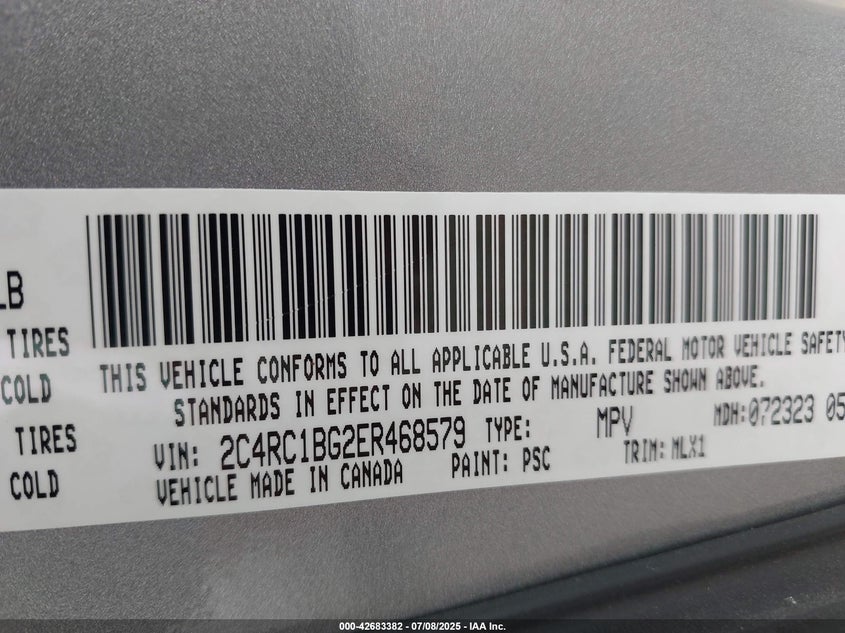 LB
TIRES
COLD
TIRES
COLD
THIS VEHICLE CONFORMS TO ALL APPLICABLE U.S.A. FEDERAL MOTOR VEHICLE SAFETY
STANDARDS IN EFFECT ON THE DATE OF MANUFACTURE SHOWN ABOVE.
VIN: 2C4RC1BG2ER468579 TYPE: MPV MDH:072323 05
VEHICLE MADE IN CANADA PAINT: PSC TRIM: MLX1
000-42683382 - 07/08/2025 - IAA Inc.